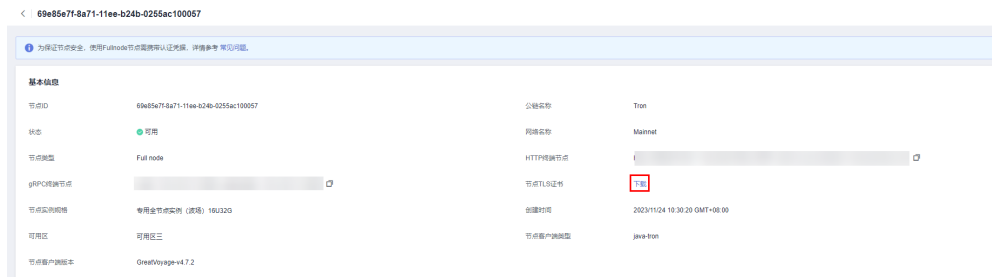 69e85e7f-8a71-11ee-b24b-0255ac100057
为保证节点安全，使用Fullnode节点需携带认证凭据，详情参考 常见问题。
基本信息
节点ID 69e85e7f-8a71-11ee-b24b-0255ac100057 公链名称 Tron
状态 可用 网络名称 Mainnet
节点类型 Full node HTTP终端节点
gRPC终端节点 节点TLS证书 下载
节点实例规格 专用全节点实例（波场）16U32G 创建时间 2023/11/24 10:30:20 GMT+08:00
可用区 可用区三 节点客户端类型 java-tron
节点客户端版本 GreatVoyage-v4.7.2